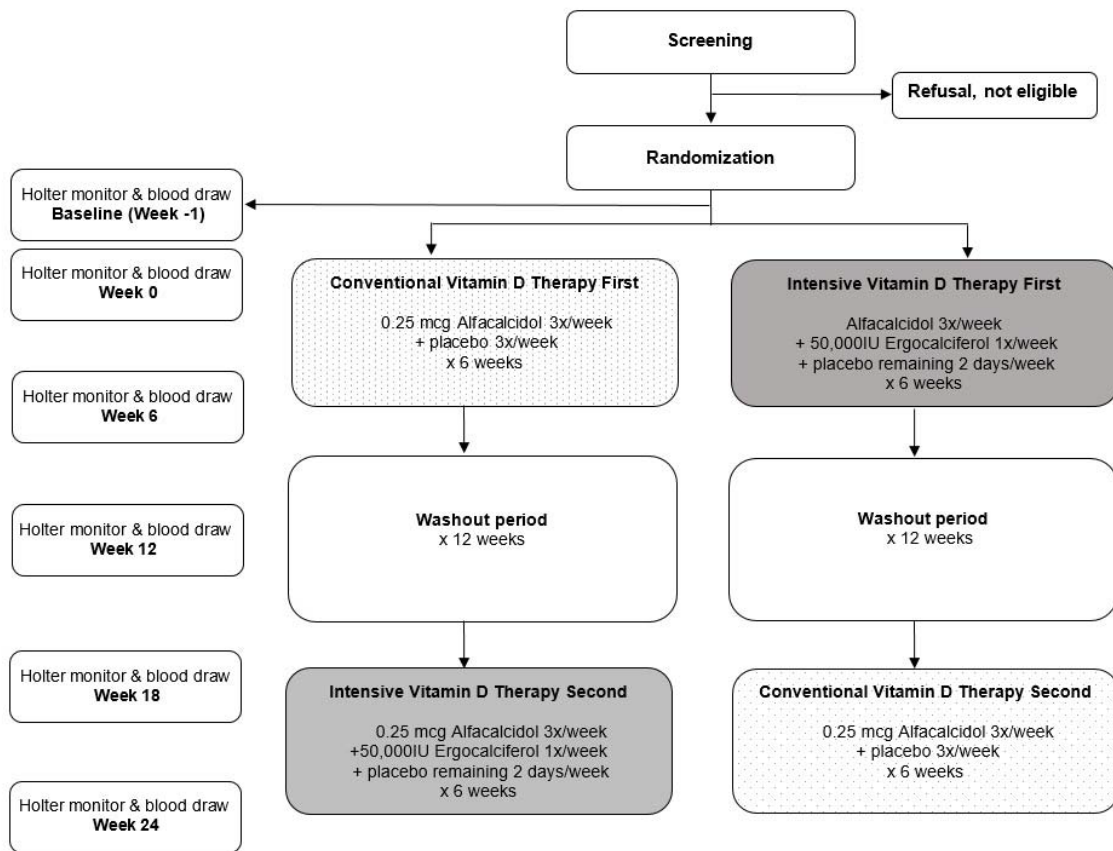 Screening
Refusal, not eligible
Randomization
Holter monitor & blood draw
Baseline (Week -1)
Holter monitor & blood draw
Week 0
Conventional Vitamin D Therapy First
0.25 mcg Alfacalcidol 3x/week
+ placebo 3x/week
x 6 weeks
Intensive Vitamin D Therapy First
Alfacalcidol 3x/week
+ 50,000IU Ergocalciferol 1x/week
+ placebo remaining 2 days/week
x 6 weeks
Holter monitor & blood draw
Week 6
Holter monitor & blood draw
Week 12
Washout period
x 12 weeks
Washout period
x 12 weeks
Holter monitor & blood draw
Week 18
Intensive Vitamin D Therapy Second
0.25 mcg Alfacalcidol 3x/week
+50,000IU Ergocalciferol 1x/week
+ placebo remaining 2 days/week
x 6 weeks
Conventional Vitamin D Therapy Second
0.25 mcg Alfacalcidol 3x/week
+ placebo 3x/week
x 6 weeks
Holter monitor & blood draw
Week 24